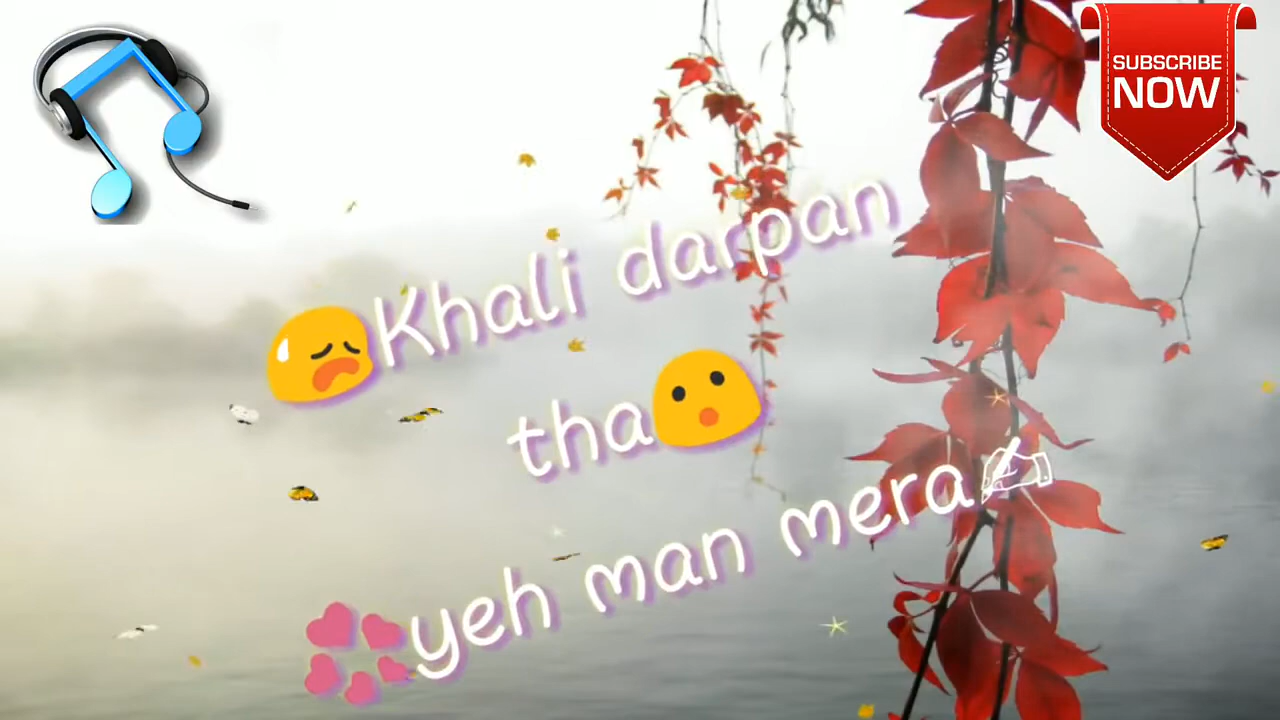 SUBSCRIBE
NOW
😥Khali darpan
tha😮
💞yeh man mera✍